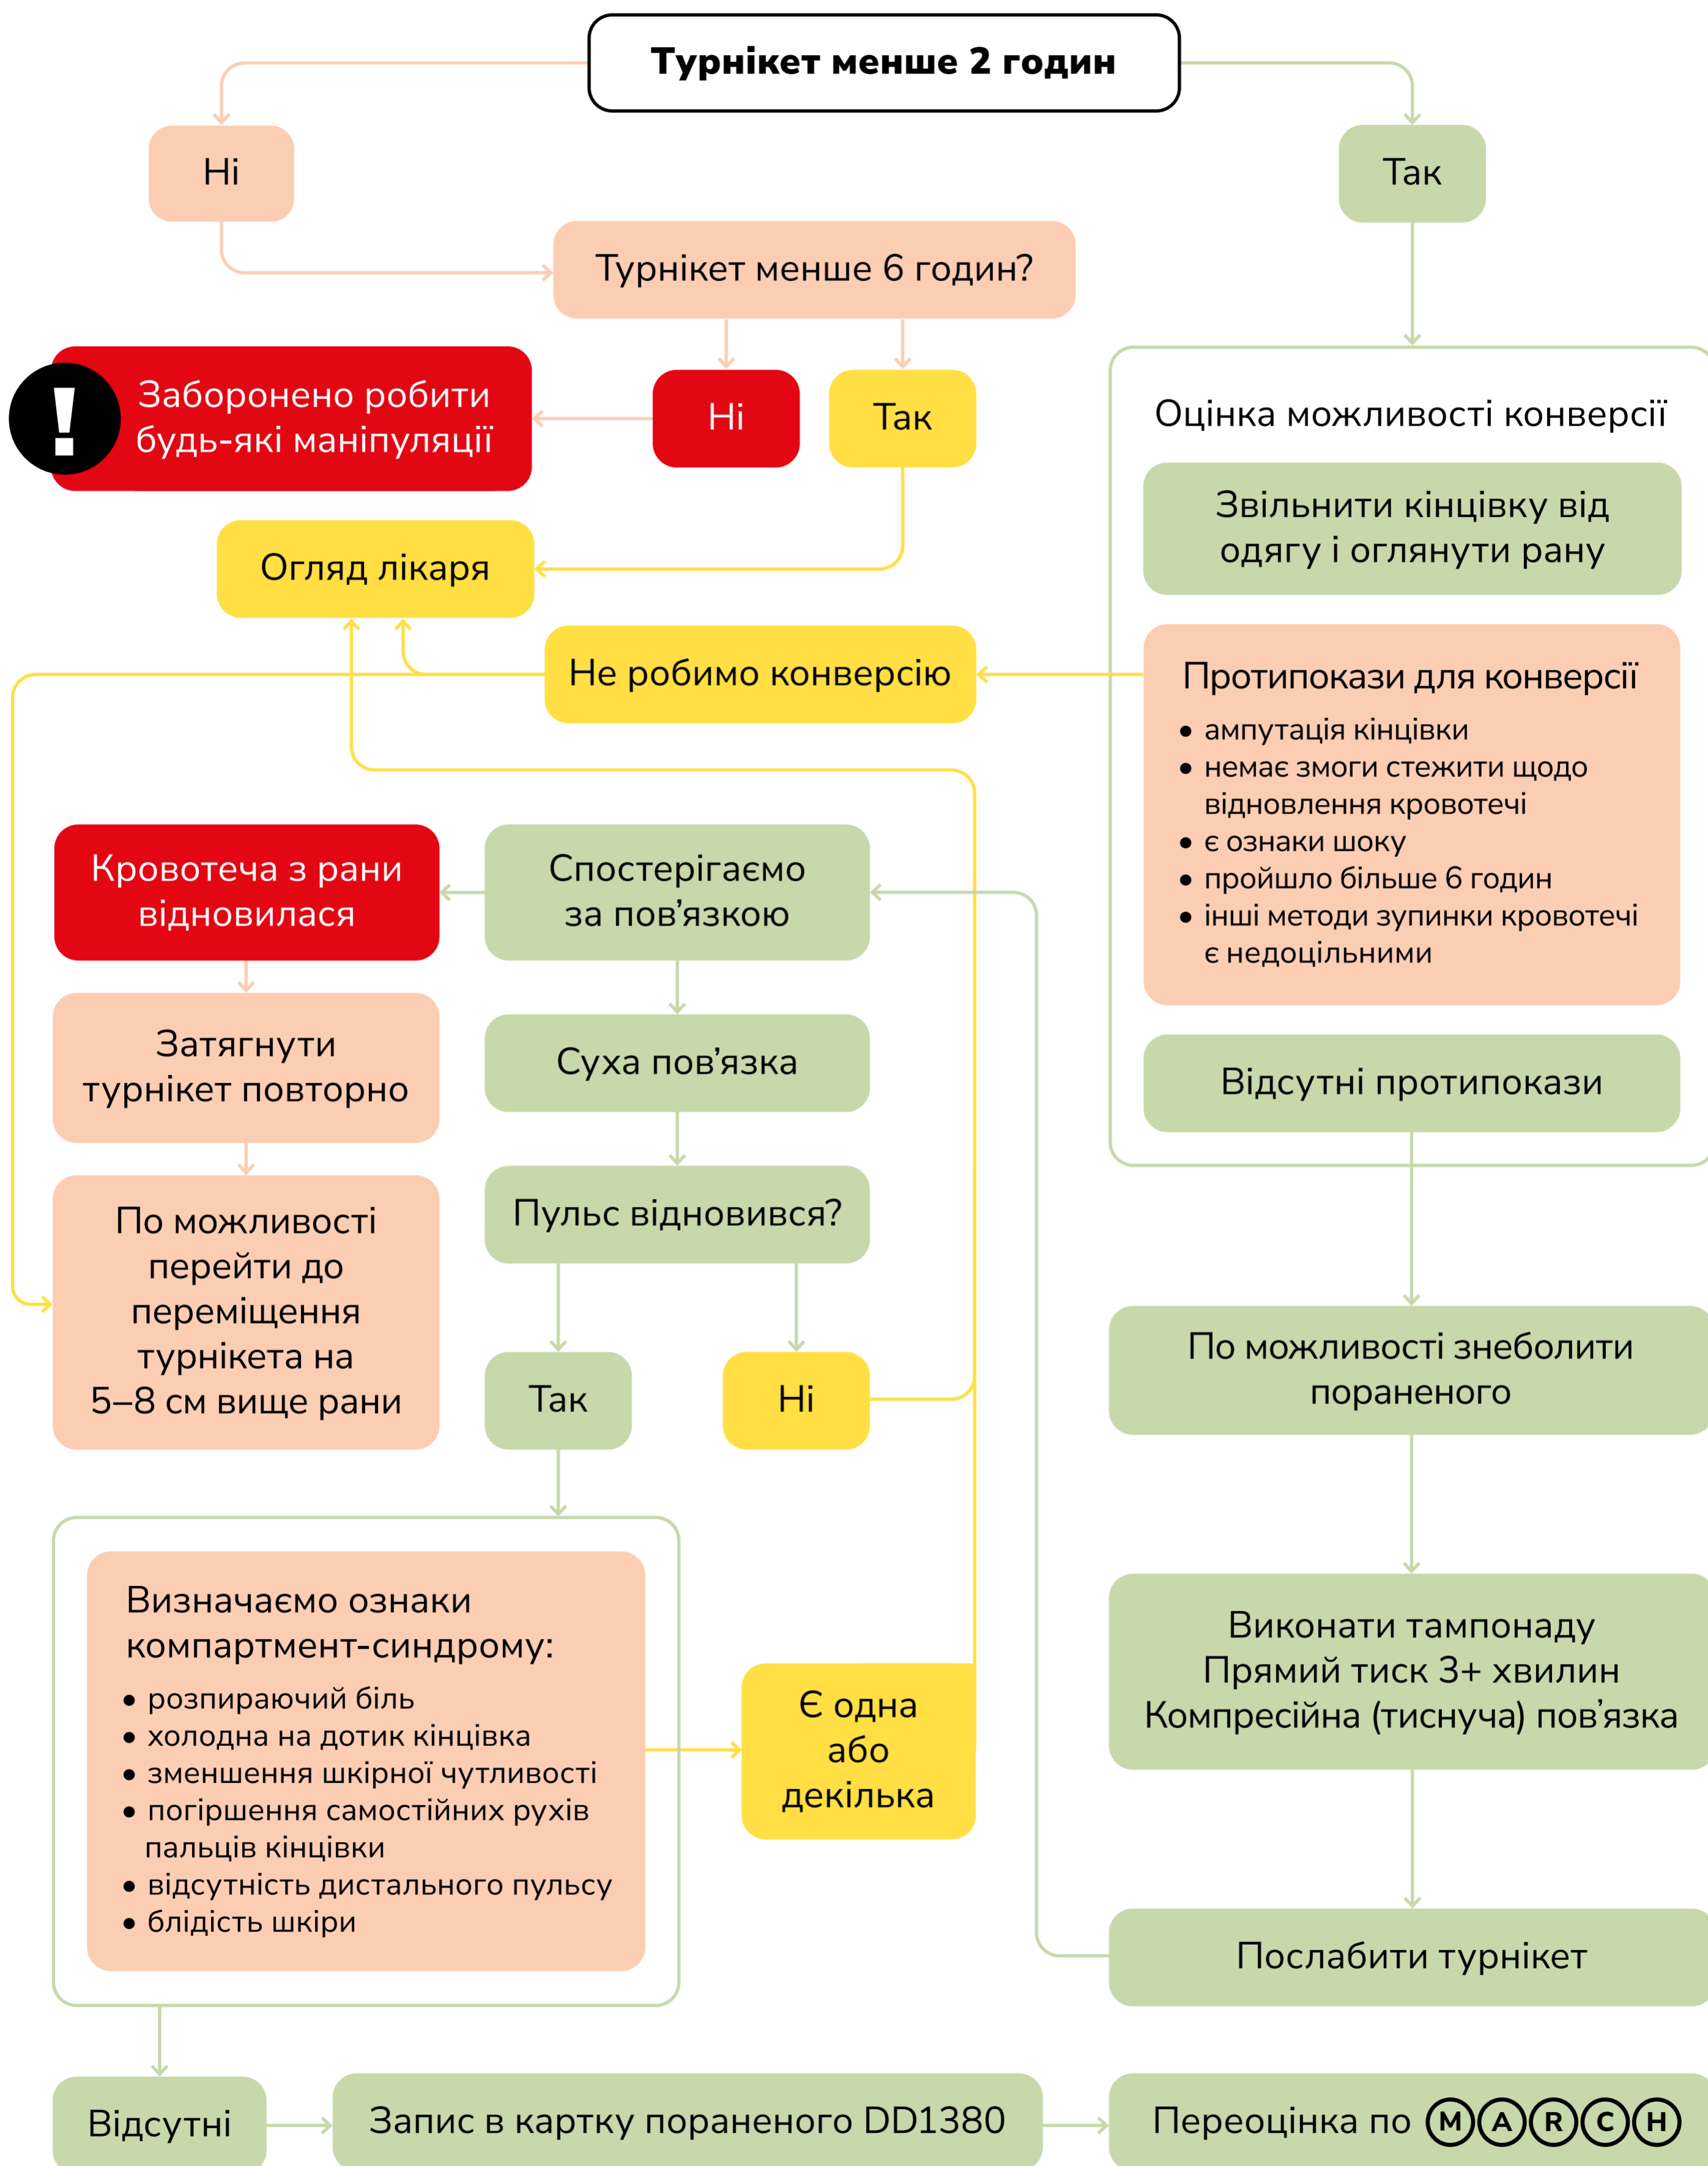 Турнікет менше 2 годин
Ні
Так
Турнікет менше 6 годин?
Заборонено робити
будь-які маніпуляції
!
Ні
Так
Огляд лікаря
Не робимо конверсію
Оцінка можливості конверсії
Звільнити кінцівку від
одягу і оглянути рану
Протипокази для конверсії
• ампутація кінцівки
• немає змоги стежити щодо
відновлення кровотечі
• є ознаки шоку
• пройшло більше 6 годин
• інші методи зупинки кровотечі
є недоцільними
Відсутні протипокази
По можливості знеболити
пораненого
Виконати тампонаду
Прямий тиск 3+ хвилин
Компресійна (тиснуча) пов’язка
Послабити турнікет
Спостерігаємо
за пов’язкою
Кровотеча з рани
відновилася
Затягнути
турнікет повторно
По можливості
перейти до
переміщення
турнікета на
5–8 см вище рани
Суха пов’язка
Пульс відновився?
Так
Ні
Визначаємо ознаки
компартмент-синдрому:
• розпираючий біль
• холодна на дотик кінцівка
• зменшення шкірної чутливості
• погіршення самостійних рухів
пальців кінцівки
• відсутність дистального пульсу
• блідість шкіри
Є одна
або
декілька
Відсутні
Запис в картку пораненого DD1380
Переоцінка по M A R C H